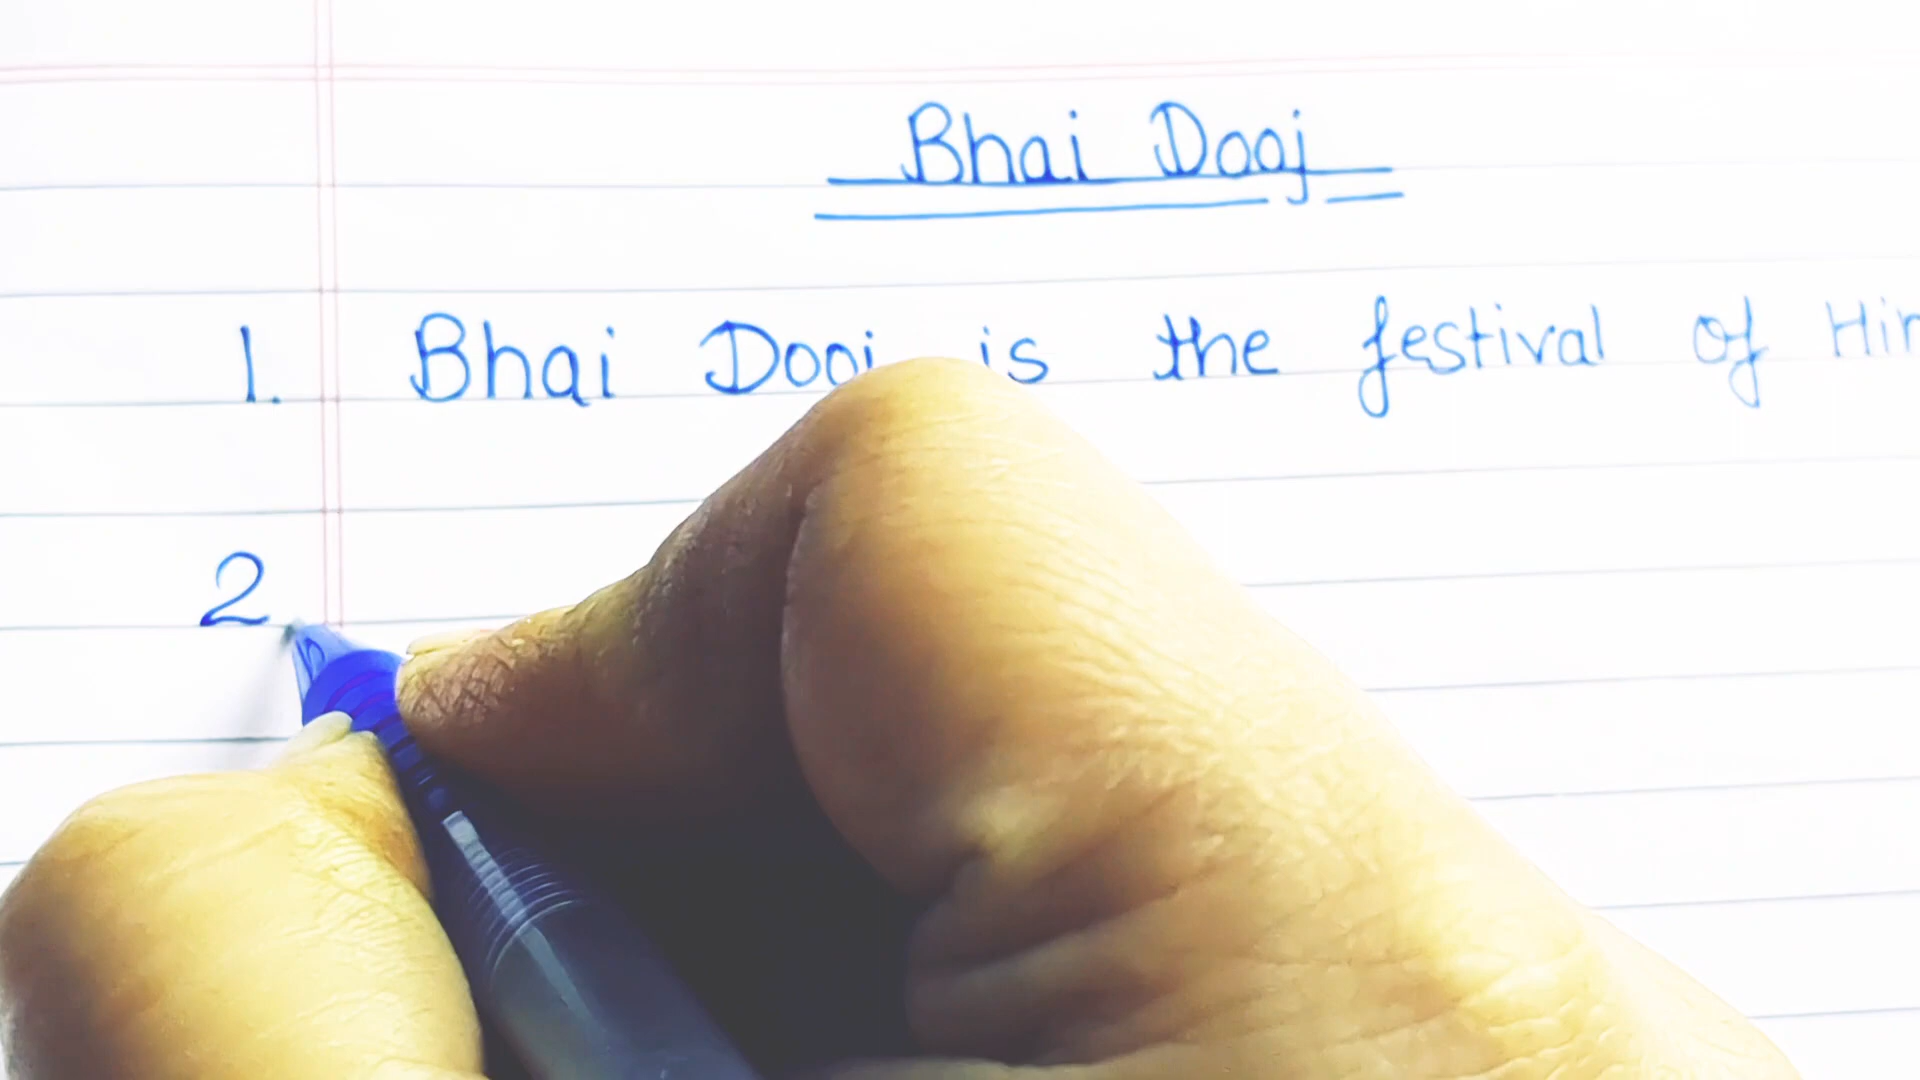 Bhai Dooj
1. Bhai Dooj is the festival of
2